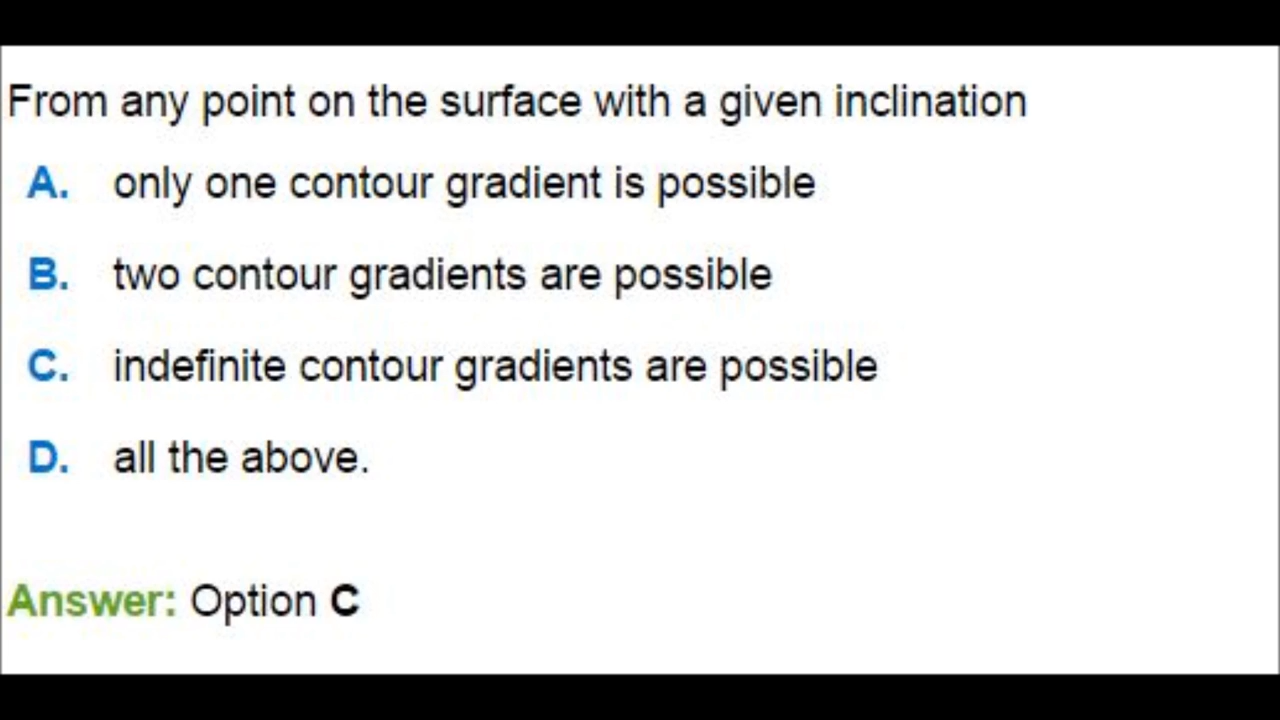 From any point on the surface with a given inclination
A. only one contour gradient is possible
B. two contour gradients are possible
C. indefinite contour gradients are possible
D. all the above.
Answer: Option C